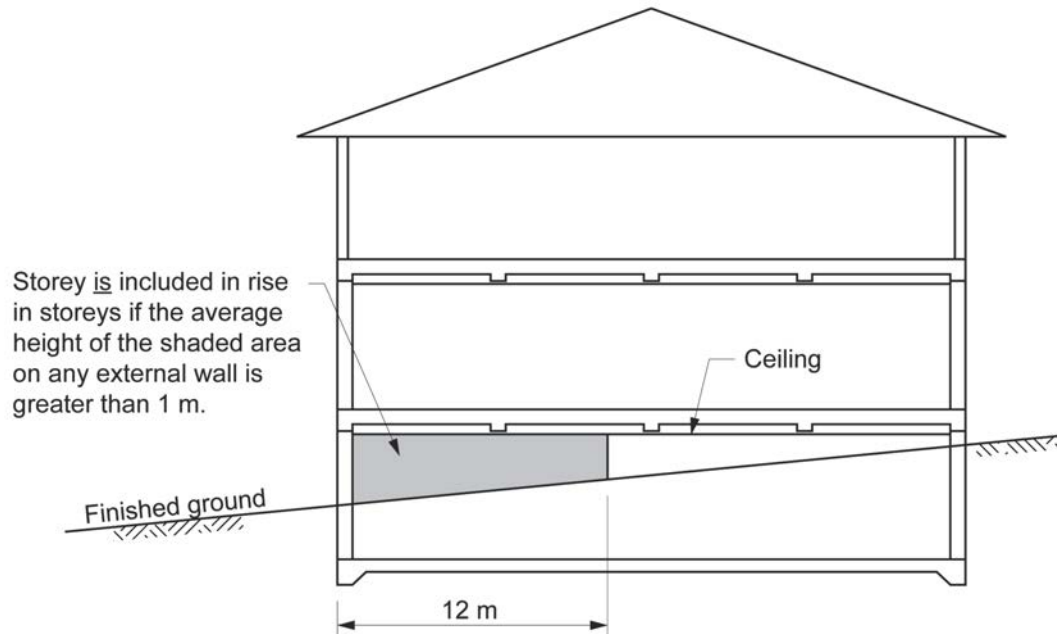 Storey is included in rise
in storeys if the average
height of the shaded area
on any external wall is
greater than 1 m.
Ceiling
Finished ground
12 m